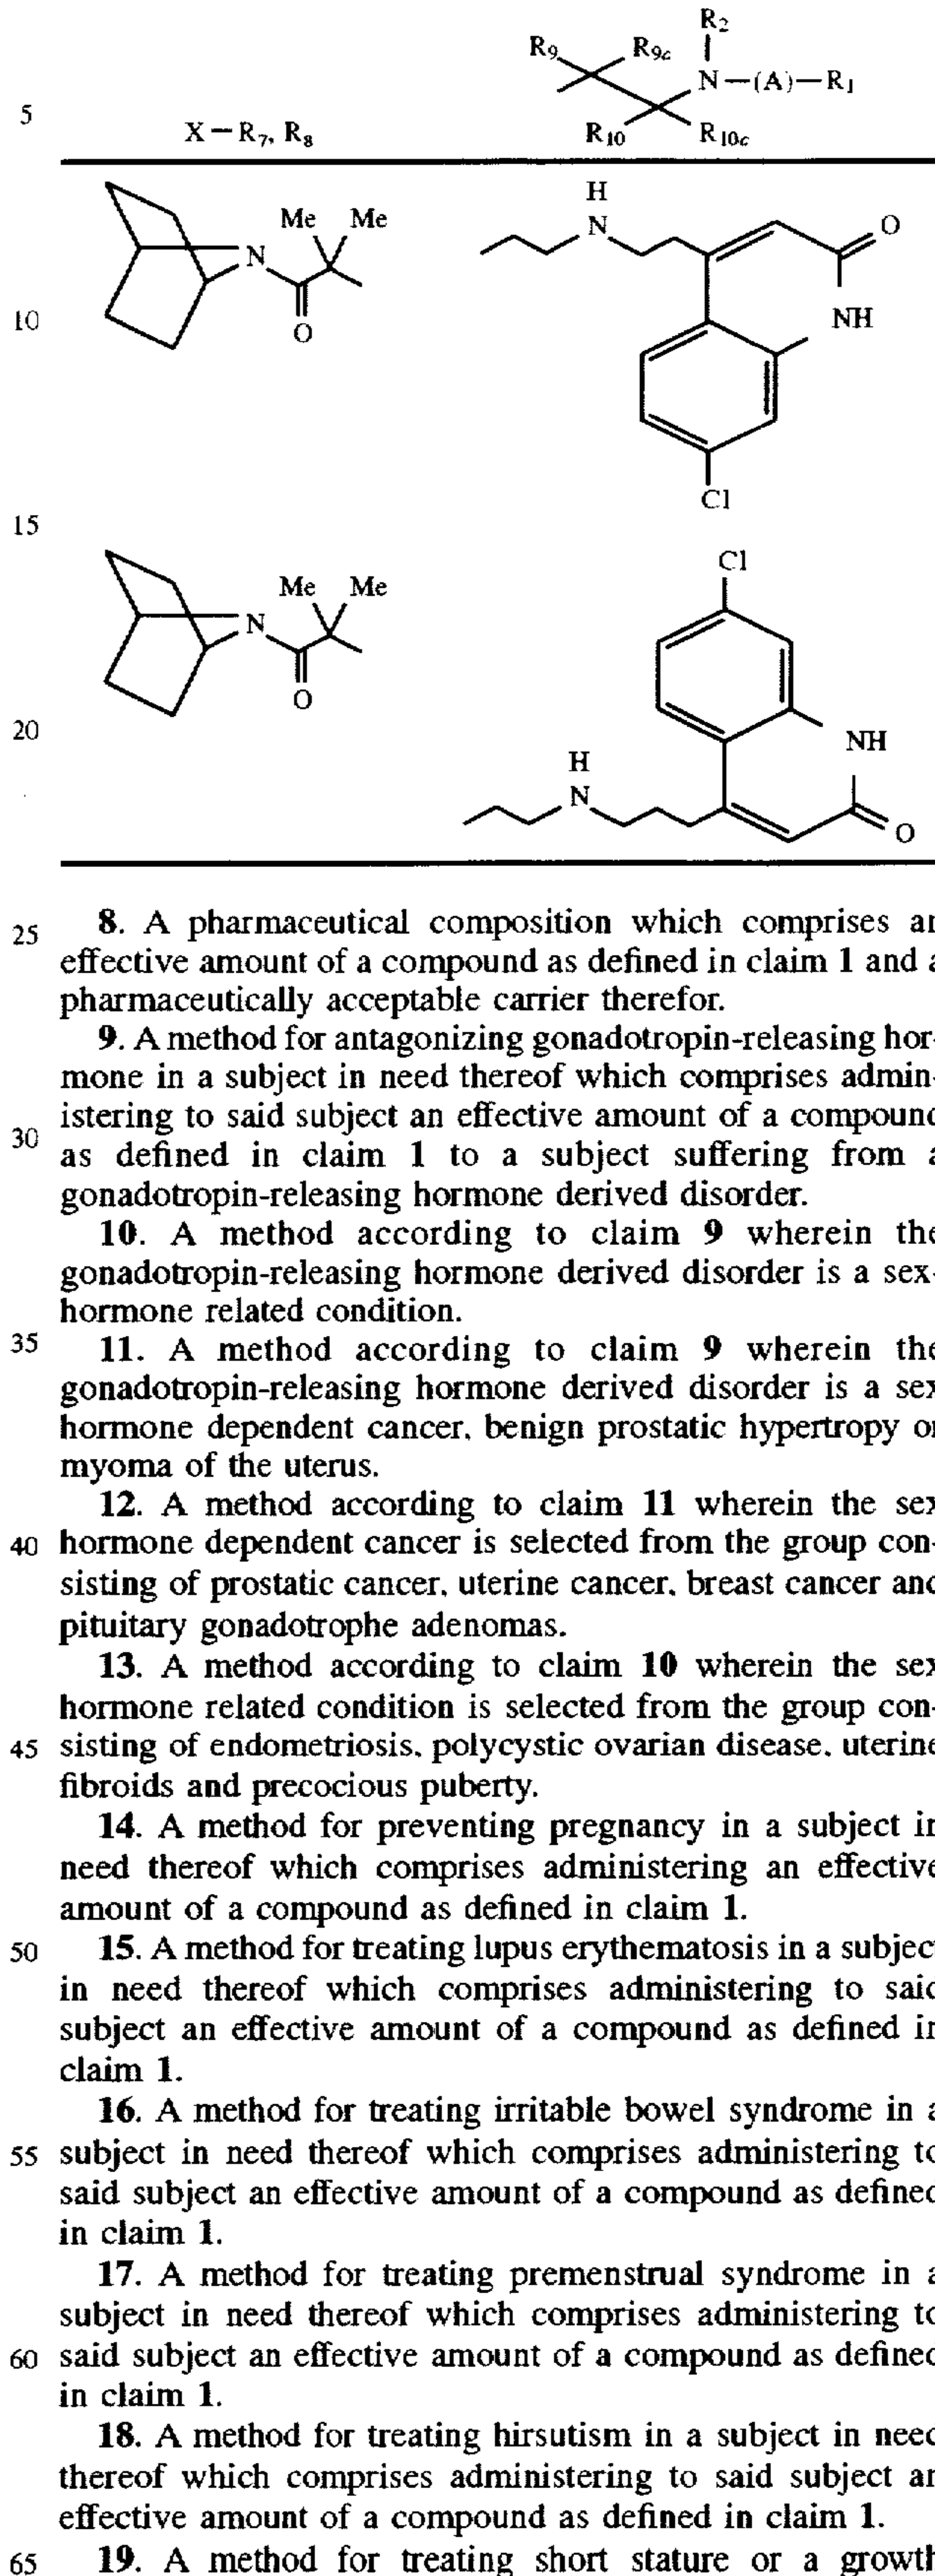 R₂
R₉ R₉c
N—(A)—R₁
5
X—R₇, R₈ R₁₀ R₁₀c
H
Me Me N O
N
10 O NH
Cl
15
Cl
Me Me
N
O
20 NH
H
N
O
8. A pharmaceutical composition which comprises an
25
effective amount of a compound as defined in claim 1 and a
pharmaceutically acceptable carrier therefor.
9. A method for antagonizing gonadotropin-releasing hor-
mone in a subject in need thereof which comprises admin-
istering to said subject an effective amount of a compound
30
as defined in claim 1 to a subject suffering from a
gonadotropin-releasing hormone derived disorder.
10. A method according to claim 9 wherein the
gonadotropin-releasing hormone derived disorder is a sex-
hormone related condition.
35 11. A method according to claim 9 wherein the
gonadotropin-releasing hormone derived disorder is a sex
hormone dependent cancer, benign prostatic hypertropy or
myoma of the uterus.
12. A method according to claim 11 wherein the sex
40 hormone dependent cancer is selected from the group con-
sisting of prostatic cancer, uterine cancer, breast cancer and
pituitary gonadotrophe adenomas.
13. A method according to claim 10 wherein the sex
hormone related condition is selected from the group con-
45 sisting of endometriosis, polycystic ovarian disease, uterine
fibroids and precocious puberty.
14. A method for preventing pregnancy in a subject in
need thereof which comprises administering an effective
amount of a compound as defined in claim 1.
50 15. A method for treating lupus erythematosis in a subject
in need thereof which comprises administering to said
subject an effective amount of a compound as defined in
claim 1.
16. A method for treating irritable bowel syndrome in a
55 subject in need thereof which comprises administering to
said subject an effective amount of a compound as defined
in claim 1.
17. A method for treating premenstrual syndrome in a
subject in need thereof which comprises administering to
60 said subject an effective amount of a compound as defined
in claim 1.
18. A method for treating hirsutism in a subject in need
thereof which comprises administering to said subject an
effective amount of a compound as defined in claim 1.
65 19. A method for treating short stature or a growth